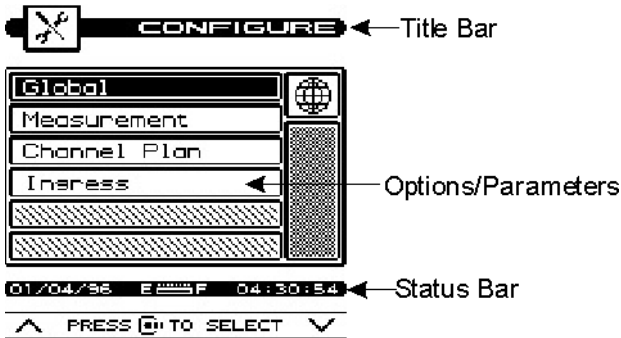 CONFIGURE Title Bar
Global
Measurement
Channel Plan
Ingress Options/Parameters
01/04/96 E F 04:30:54 Status Bar
PRESS TO SELECT